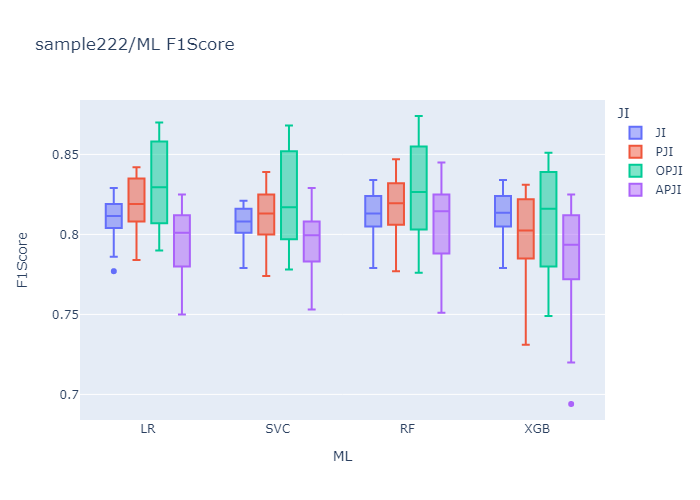 sample222/ML F1Score
JI
JI
PJI
OPJI
APJI
F1Score
0.85
0.8
0.75
0.7
LR
SVC
RF
XGB
ML